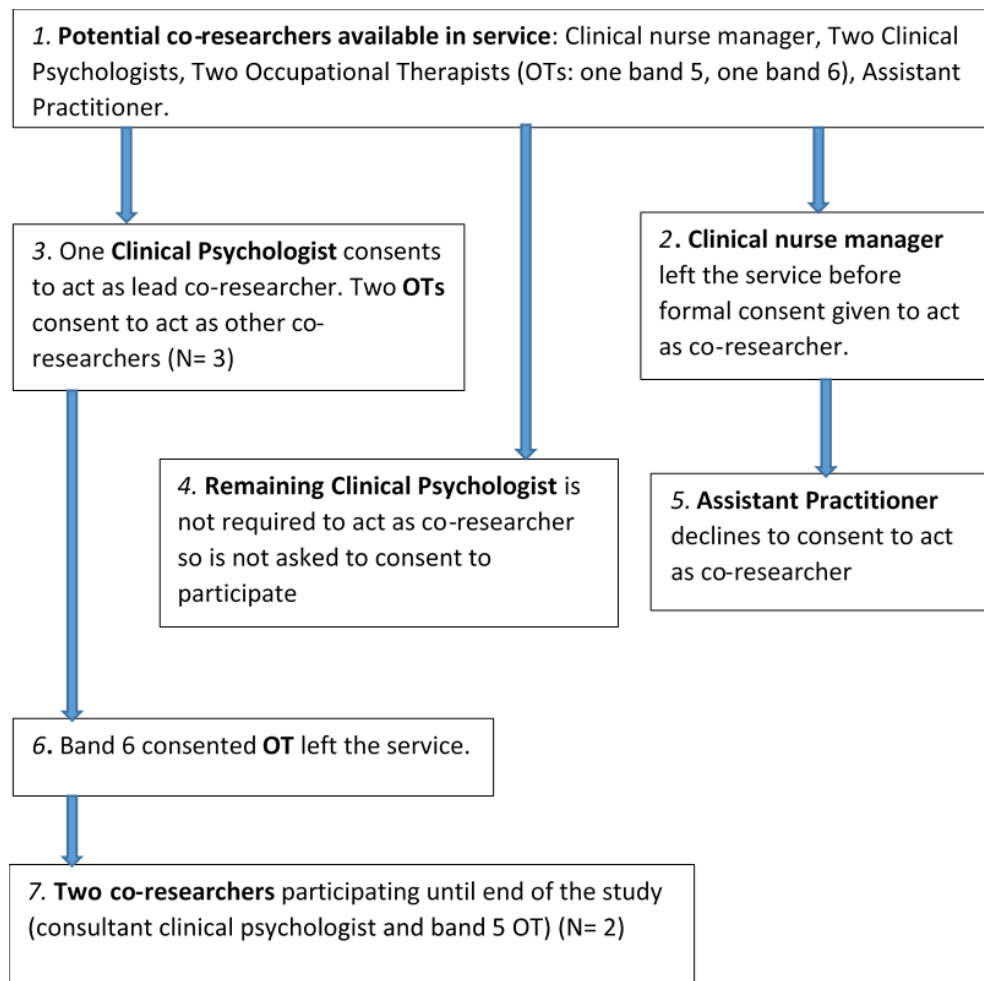 1. Potential co-researchers available in service: Clinical nurse manager, Two Clinical
Psychologists, Two Occupational Therapists (OTs: one band 5, one band 6), Assistant
Practitioner.
3. One Clinical Psychologist consents
to act as lead co-researcher. Two OTs
consent to act as other co-
researchers (N= 3)
2. Clinical nurse manager
left the service before
formal consent given to act
as co-researcher.
4. Remaining Clinical Psychologist is
not required to act as co-researcher
so is not asked to consent to
participate
5. Assistant Practitioner
declines to consent to act
as co-researcher
6. Band 6 consented OT left the service.
7. Two co-researchers participating until end of the study
(consultant clinical psychologist and band 5 OT) (N= 2)